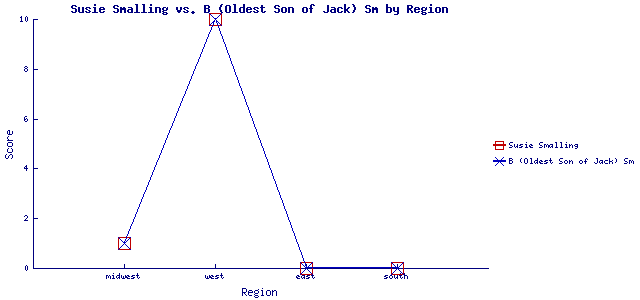 Susie Smalling vs. B (Oldest Son of Jack) Sm by Region
10
8
6
4
2
0
Score
midwest west east south
Region
Susie Smalling
B (Oldest Son of Jack) Sm